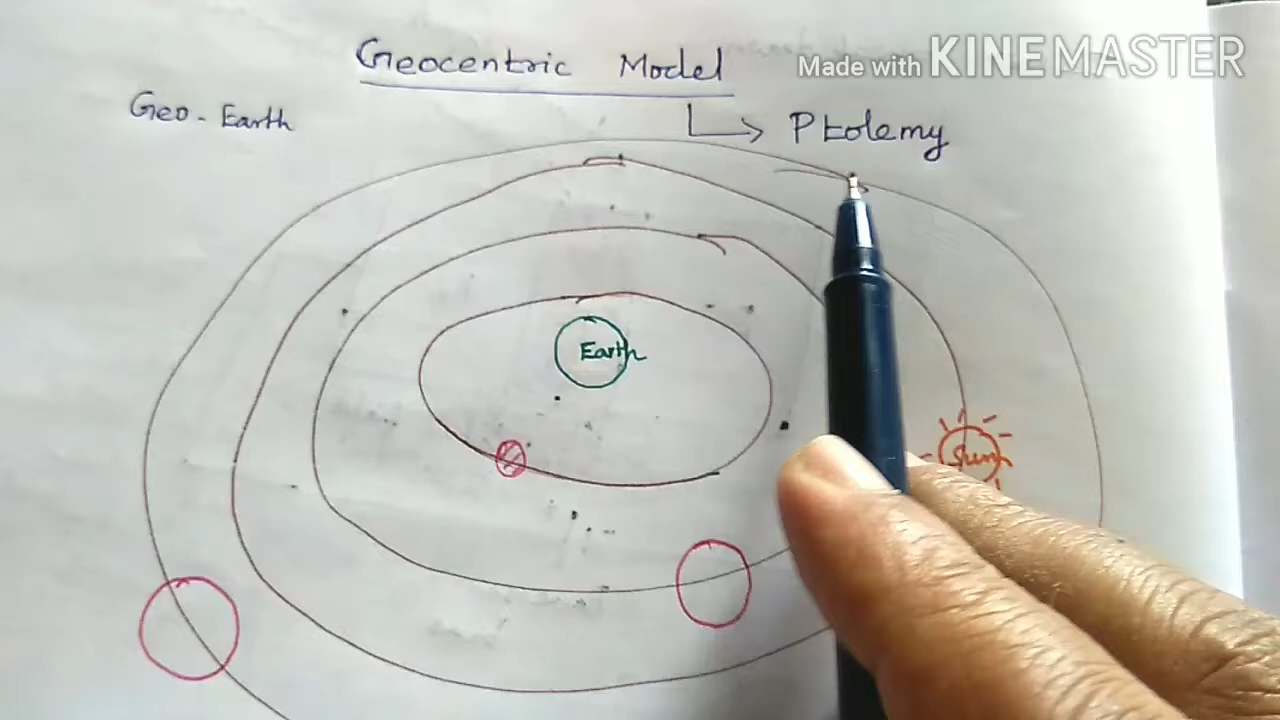 Geocentric Model
Made with KINEMASTER
Geo - Earth
Ptolemy
Earth
Sun